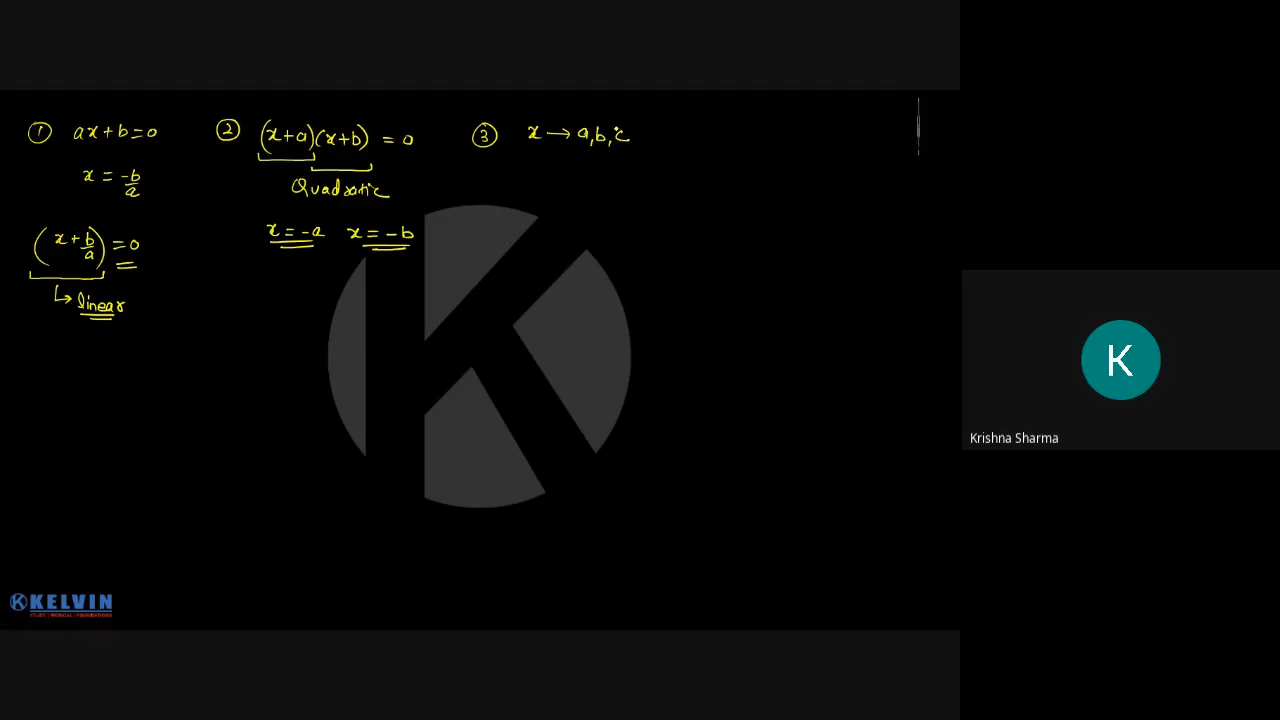 ① ax+b=0
x = -b/a
(x + b/a) = 0
↳ linear
② (x+a)(x+b) = 0
Quadratic
x = -a x = -b
③ x → a, b, c
KELVIN
K
Krishna Sharma